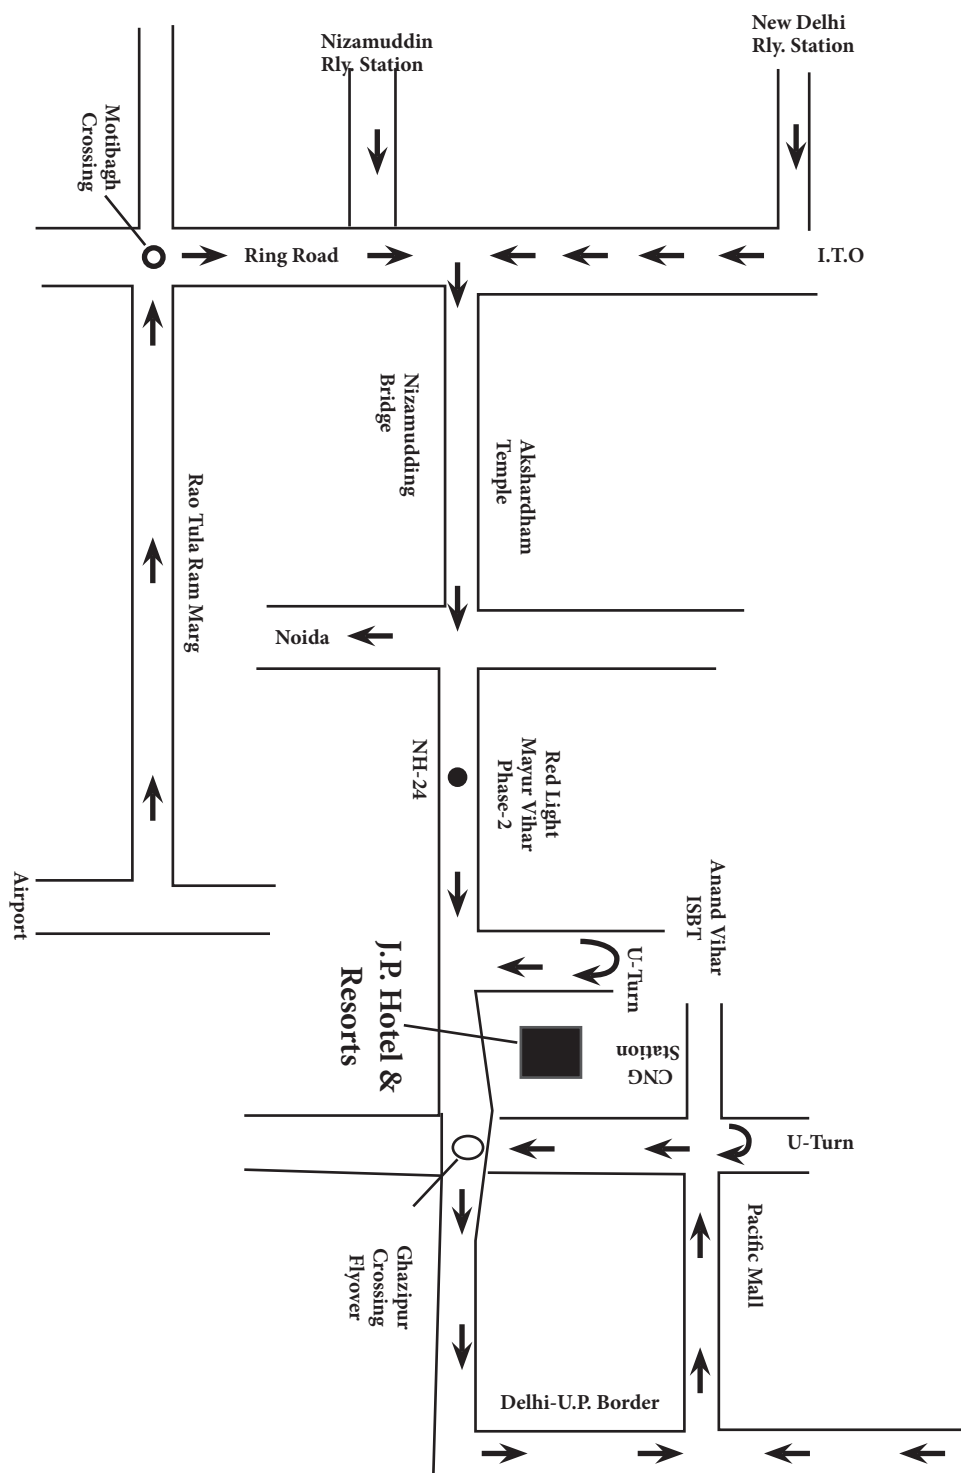 New Delhi
Rly. Station
Nizamuddin
Rly. Station
Motibagh
Crossing
Ring Road
I.T.O
Nizamudding
Bridge
Akshardham
Temple
Rao Tula Ram Marg
Noida
NH-24
Red Light
Mayur Vihar
Phase-2
Airport
Anand Vihar
ISBT
U-Turn
J.P. Hotel &
Resorts
CNG
Station
U-Turn
Pacific Mall
Ghazipur
Crossing
Flyover
Delhi-U.P. Border